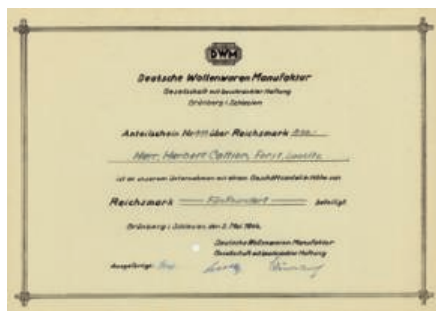 DWM
Deutsche Wollenwaren Manufaktur
Gesellschaft mit beschränkter Haftung
Grünberg i. Schlesien
Anteilschein Nr. über Reichsmark
Herr Herbert Cattien, Forst, Lausitz
ist an unserem Unternehmen mit einem Geschäftsanteil in Höhe von
Reichsmark Fünfhundert beteiligt
Grünberg i. Schlesien, den 2. Mai 1944.
Deutsche Wollenwaren Manufaktur
Gesellschaft mit beschränkter Haftung
Ausgefertigt: